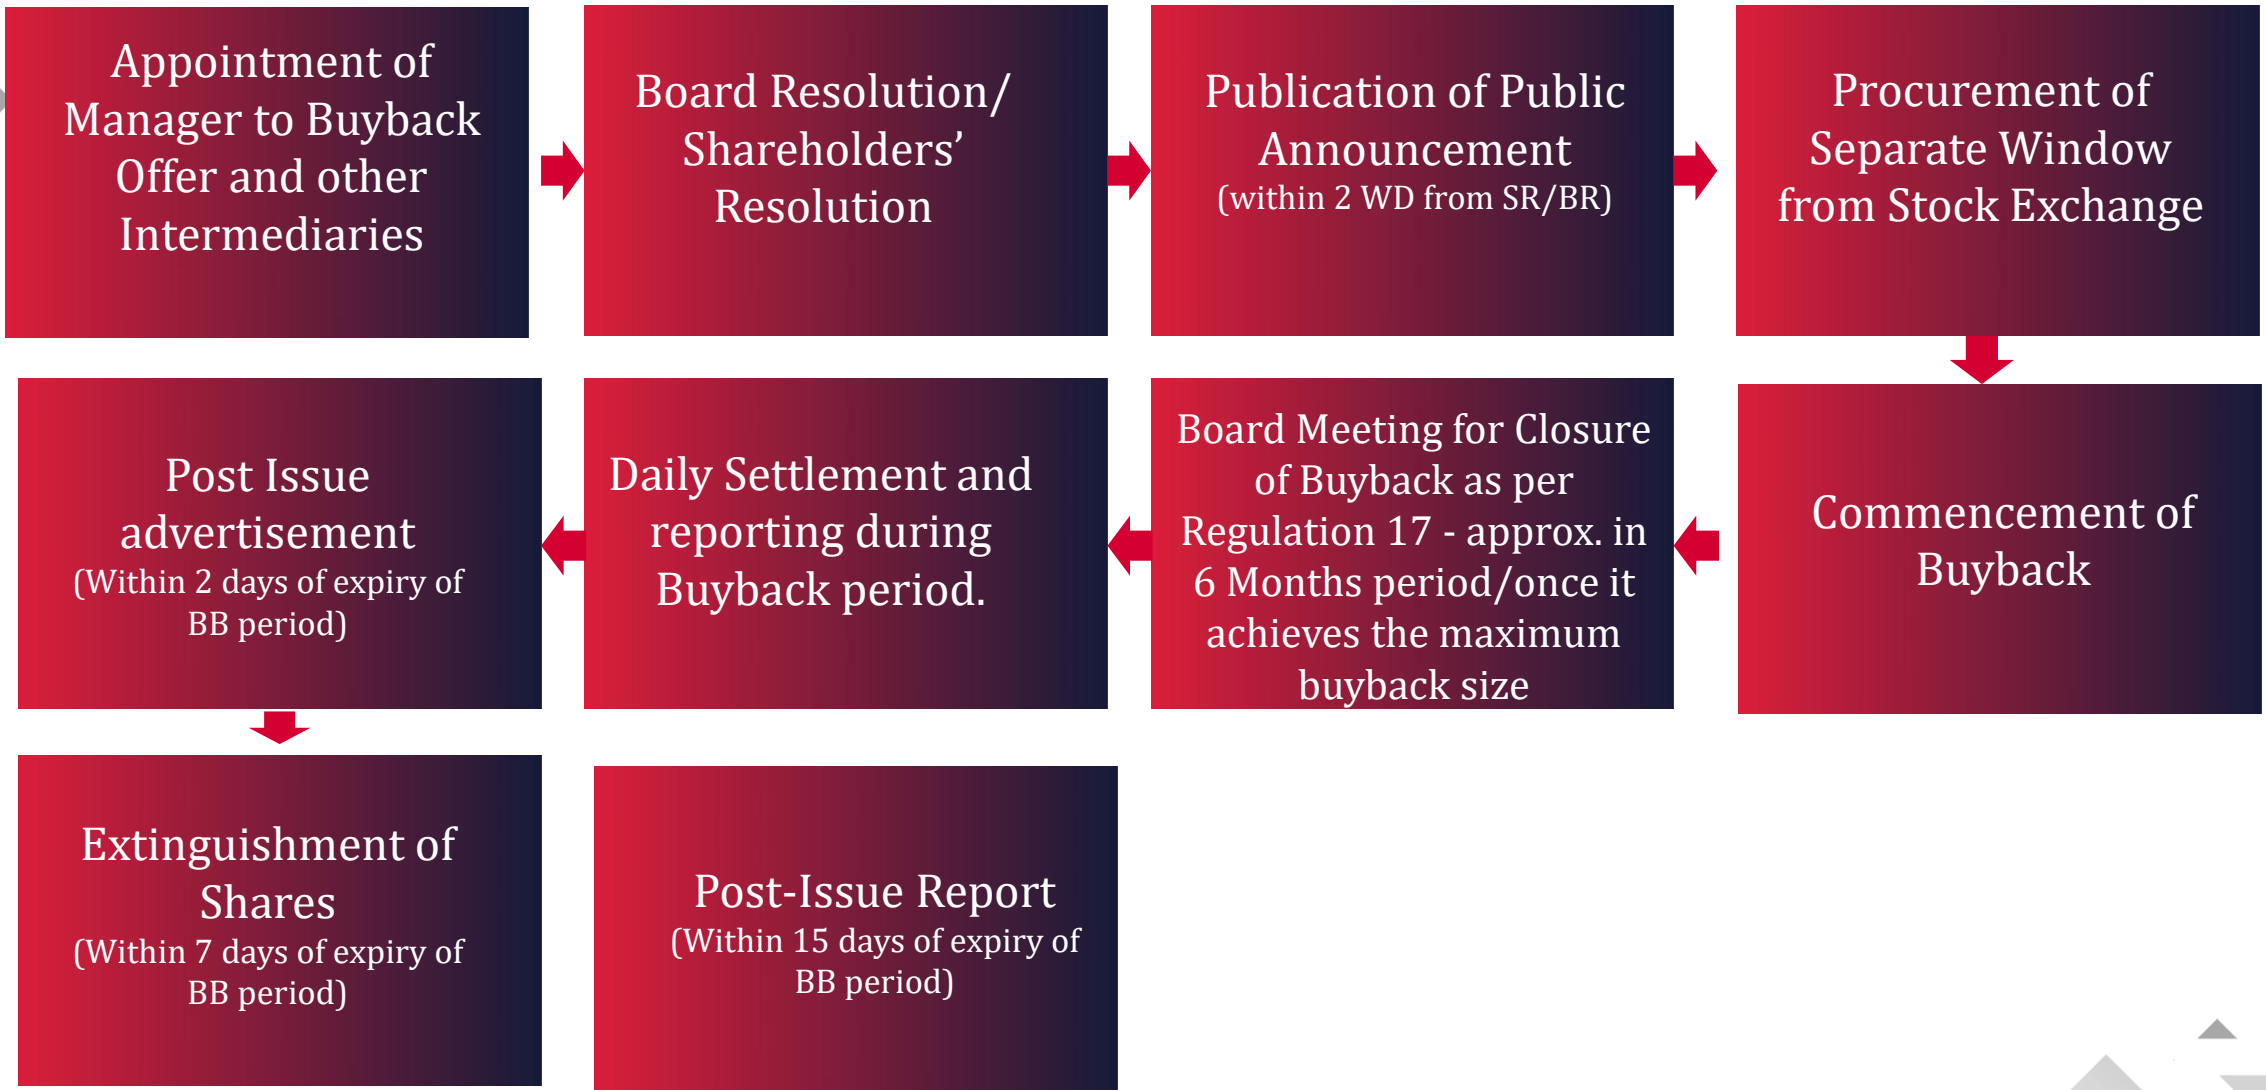 Appointment of
Manager to Buyback
Offer and other
Intermediaries
Board Resolution/
Shareholders’
Resolution
Publication of Public
Announcement
(within 2 WD from SR/BR)
Procurement of
Separate Window
from Stock Exchange
Commencement of
Buyback
Board Meeting for Closure
of Buyback as per
Regulation 17 - approx. in
6 Months period/once it
achieves the maximum
buyback size
Daily Settlement and
reporting during
Buyback period.
Post Issue
advertisement
(Within 2 days of expiry of
BB period)
Extinguishment of
Shares
(Within 7 days of expiry of
BB period)
Post-Issue Report
(Within 15 days of expiry of
BB period)